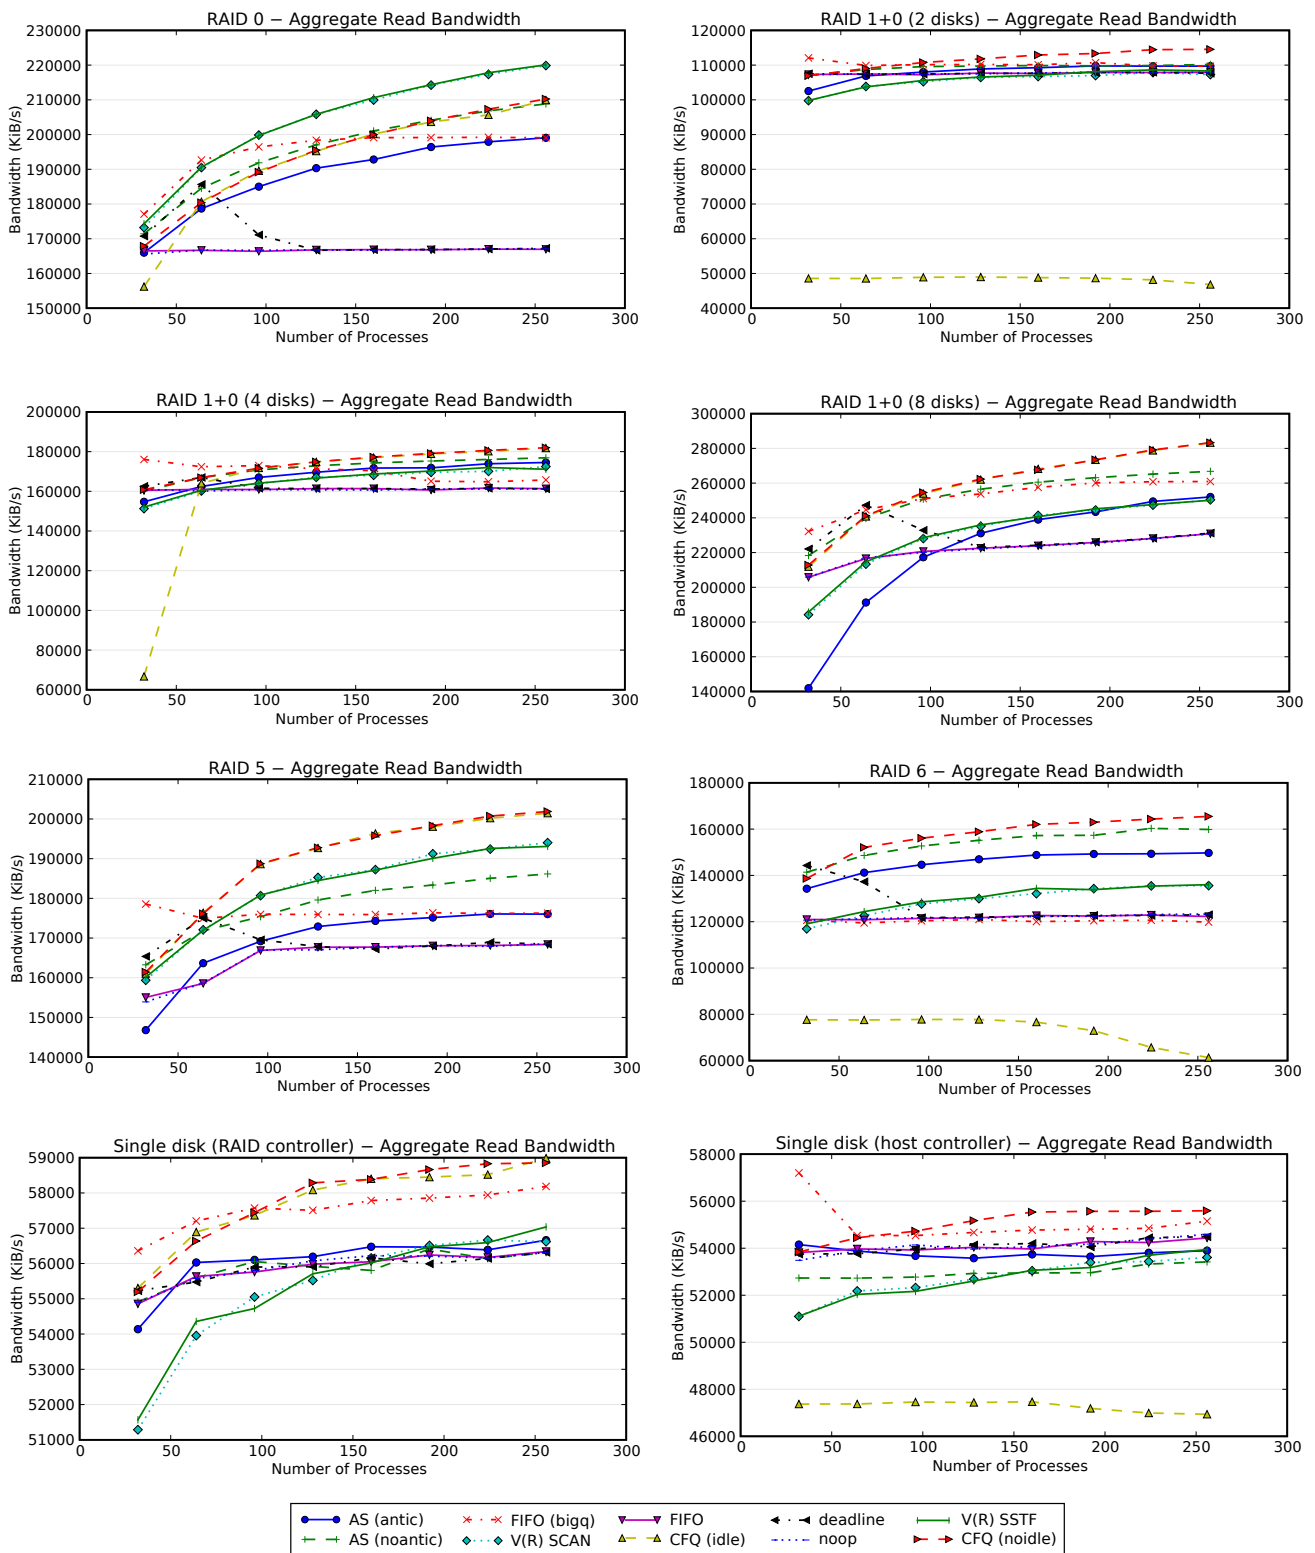 RAID 0 − Aggregate Read Bandwidth
230000
220000
210000
200000
190000
180000
170000
160000
150000
Bandwidth (KiB/s)
0 50 100 150 200 250 300
Number of Processes
RAID 1+0 (2 disks) − Aggregate Read Bandwidth
120000
110000
100000
90000
80000
70000
60000
50000
40000
Bandwidth (KiB/s)
0 50 100 150 200 250 300
Number of Processes
RAID 1+0 (4 disks) − Aggregate Read Bandwidth
200000
180000
160000
140000
120000
100000
80000
60000
Bandwidth (KiB/s)
0 50 100 150 200 250 300
Number of Processes
RAID 1+0 (8 disks) − Aggregate Read Bandwidth
300000
280000
260000
240000
220000
200000
180000
160000
140000
Bandwidth (KiB/s)
0 50 100 150 200 250 300
Number of Processes
RAID 5 − Aggregate Read Bandwidth
210000
200000
190000
180000
170000
160000
150000
140000
Bandwidth (KiB/s)
0 50 100 150 200 250 300
Number of Processes
RAID 6 − Aggregate Read Bandwidth
180000
160000
140000
120000
100000
80000
60000
Bandwidth (KiB/s)
0 50 100 150 200 250 300
Number of Processes
Single disk (RAID controller) − Aggregate Read Bandwidth
59000
58000
57000
56000
55000
54000
53000
52000
51000
Bandwidth (KiB/s)
0 50 100 150 200 250 300
Number of Processes
Single disk (host controller) − Aggregate Read Bandwidth
58000
56000
54000
52000
50000
48000
46000
Bandwidth (KiB/s)
0 50 100 150 200 250 300
Number of Processes
AS (antic) FIFO (bigq) FIFO deadline V(R) SSTF
AS (noantic) V(R) SCAN CFQ (idle) noop CFQ (noidle)